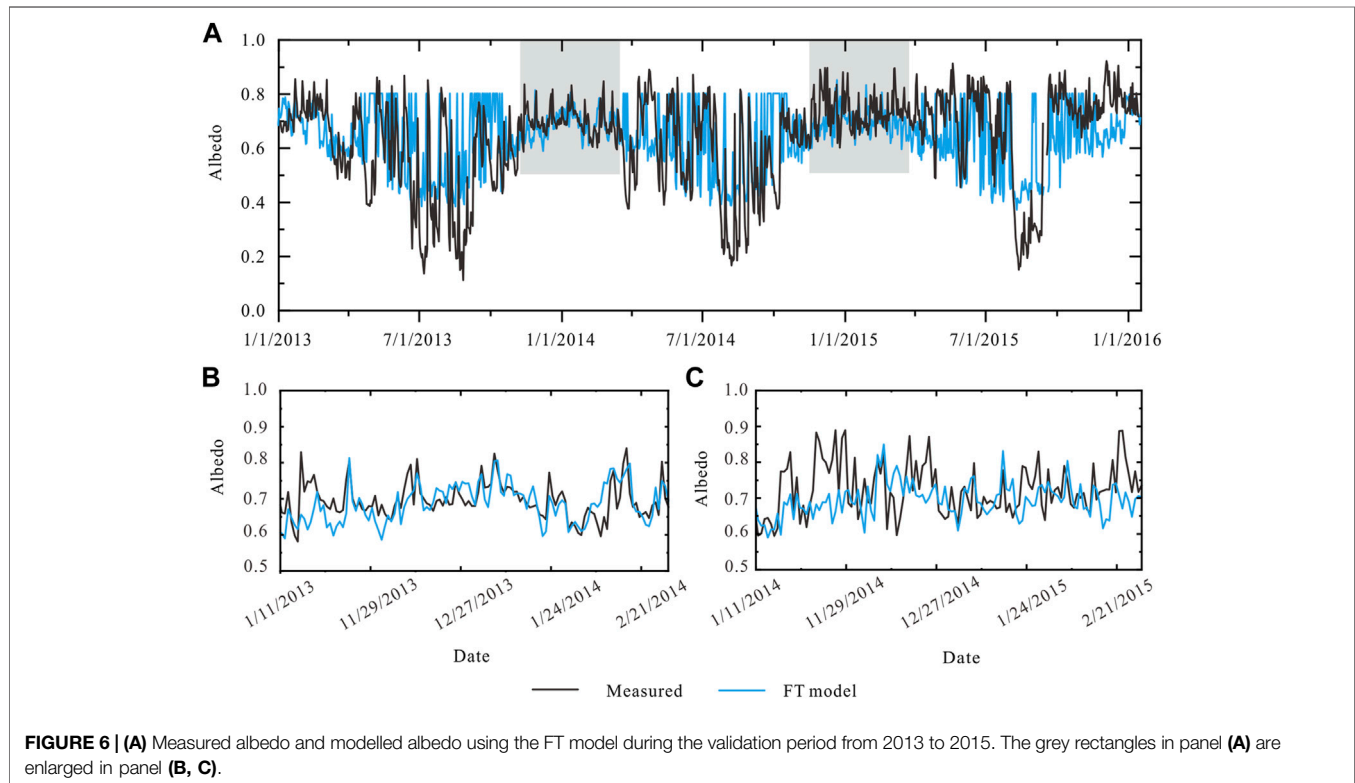 A
1.0
0.8
0.6
0.4
0.2
0.0
Albedo
1/1/2013 7/1/2013 1/1/2014 7/1/2014 1/1/2015 7/1/2015 1/1/2016
B
1.0
0.9
0.8
0.7
0.6
0.5
Albedo
1/11/2013 11/29/2013 12/27/2013 1/24/2014 2/21/2014
Date
C
1.0
0.9
0.8
0.7
0.6
0.5
Albedo
1/11/2014 11/29/2014 12/27/2014 1/24/2015 2/21/2015
Date
Measured FT model
FIGURE 6 | (A) Measured albedo and modelled albedo using the FT model during the validation period from 2013 to 2015. The grey rectangles in panel (A) are
enlarged in panel (B, C).